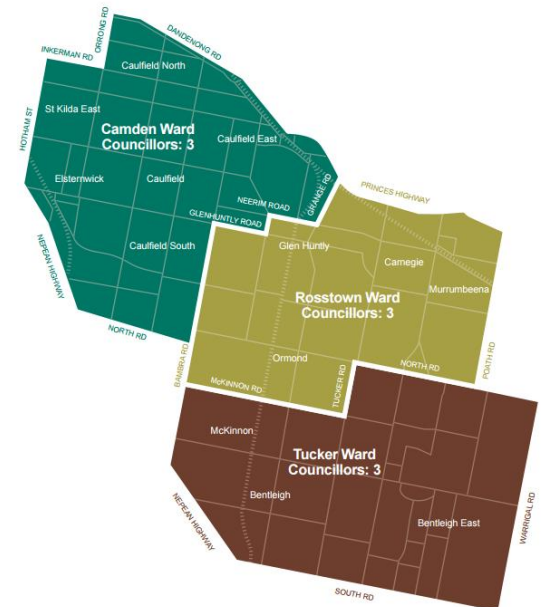 ORRONG RD
DANDENONG RD
INKERMAN RD
Caulfield North
St Kilda East
HOTHAM ST
Camden Ward
Councillors: 3
Caulfield East
Elsternwick
Caulfield
GRANGE RD
PRINCES HIGHWAY
NEERIM ROAD
GLENHUNTLY ROAD
NEPEAN HIGHWAY
Caulfield South
Glen Huntly
Carnegie
Murrumbeena
Rosstown Ward
Councillors: 3
NORTH RD
BAMBRA RD
Ormond
NORTH RD
POATH RD
McKINNON RD
TUCKER RD
McKinnon
Tucker Ward
Councillors: 3
Bentleigh
NEPEAN HIGHWAY
Bentleigh East
WARRIGAL RD
SOUTH RD